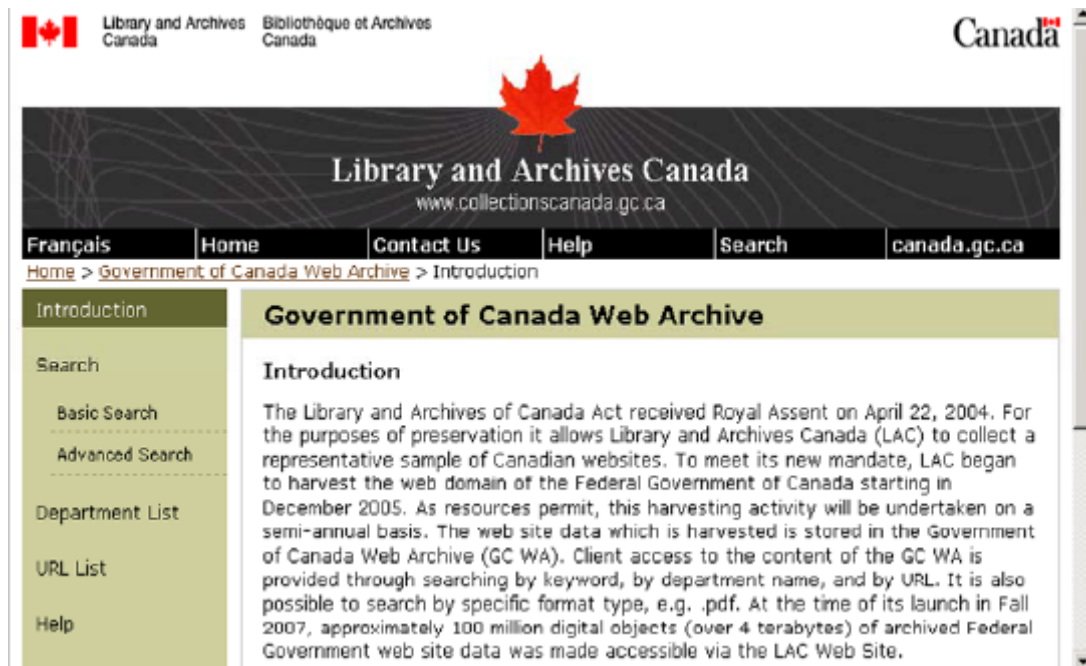 Library and Archives Canada
Bibliothèque et Archives Canada
Canada
Library and Archives Canada
www.collectionscanada.gc.ca
Français Home Contact Us Help Search canada.gc.ca
Home > Government of Canada Web Archive > Introduction
Introduction
Search
Basic Search
Advanced Search
Department List
URL List
Help
Government of Canada Web Archive
Introduction
The Library and Archives of Canada Act received Royal Assent on April 22, 2004. For
the purposes of preservation it allows Library and Archives Canada (LAC) to collect a
representative sample of Canadian websites. To meet its new mandate, LAC began
to harvest the web domain of the Federal Government of Canada starting in
December 2005. As resources permit, this harvesting activity will be undertaken on a
semi-annual basis. The web site data which is harvested is stored in the Government
of Canada Web Archive (GC WA). Client access to the content of the GC WA is
provided through searching by keyword, by department name, and by URL. It is also
possible to search by specific format type, e.g. .pdf. At the time of its launch in Fall
2007, approximately 100 million digital objects (over 4 terabytes) of archived Federal
Government web site data was made accessible via the LAC Web Site.